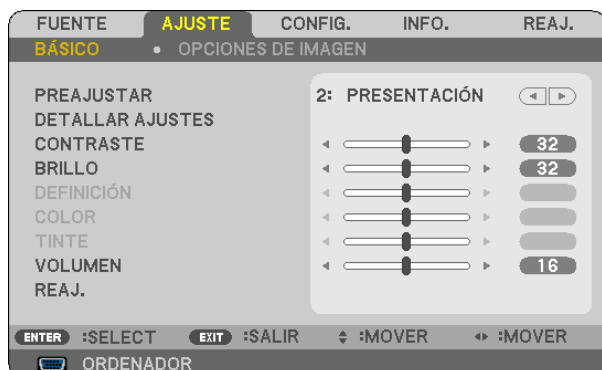 FUENTE AJUSTE CONFIG. INFO. REAJ.
BÁSICO • OPCIONES DE IMAGEN
PREAJUSTAR 2: PRESENTACIÓN
DETALLAR AJUSTES
CONTRASTE 32
BRILLO 32
DEFINICIÓN
COLOR
TINTE
VOLUMEN 16
REAJ.
ENTER :SELECT EXIT :SALIR :MOVER :MOVER
ORDENADOR